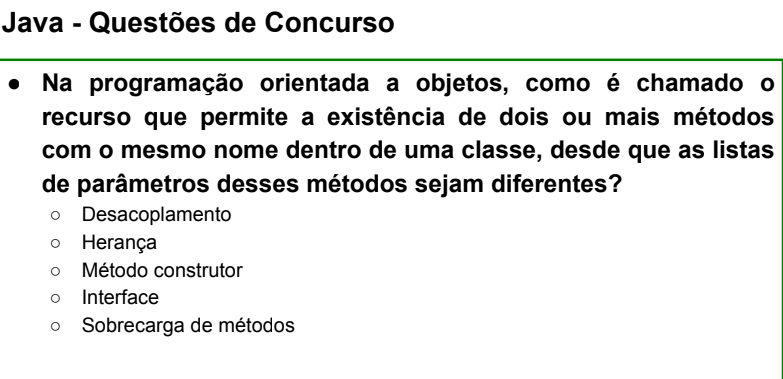 Java - Questões de Concurso
● Na programação orientada a objetos, como é chamado o
recurso que permite a existência de dois ou mais métodos
com o mesmo nome dentro de uma classe, desde que as listas
de parâmetros desses métodos sejam diferentes?
○ Desacoplamento
○ Herança
○ Método construtor
○ Interface
○ Sobrecarga de métodos